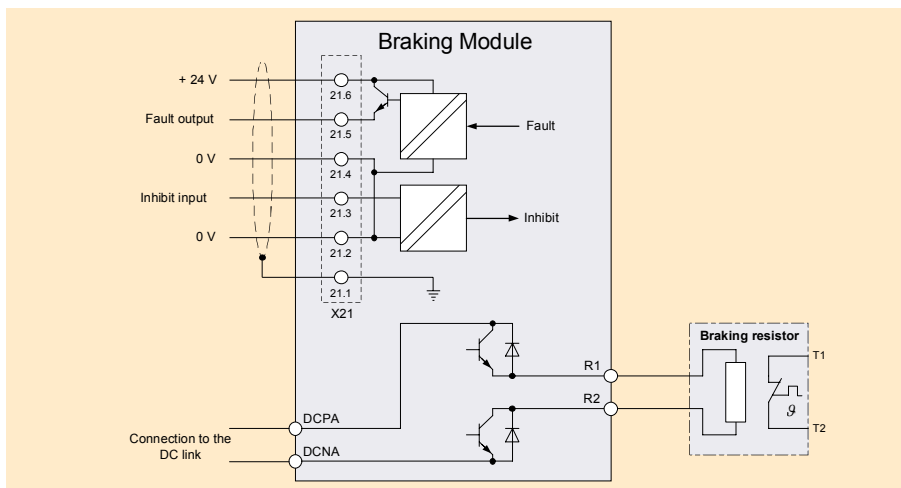 Braking Module
+ 24 V
21.6
Fault output
21.5
Fault
0 V
21.4
Inhibit input
21.3
Inhibit
0 V
21.2
21.1
X21
Braking resistor
T1
R1
R2
ϑ
T2
DCPA
Connection to the
DC link
DCNA